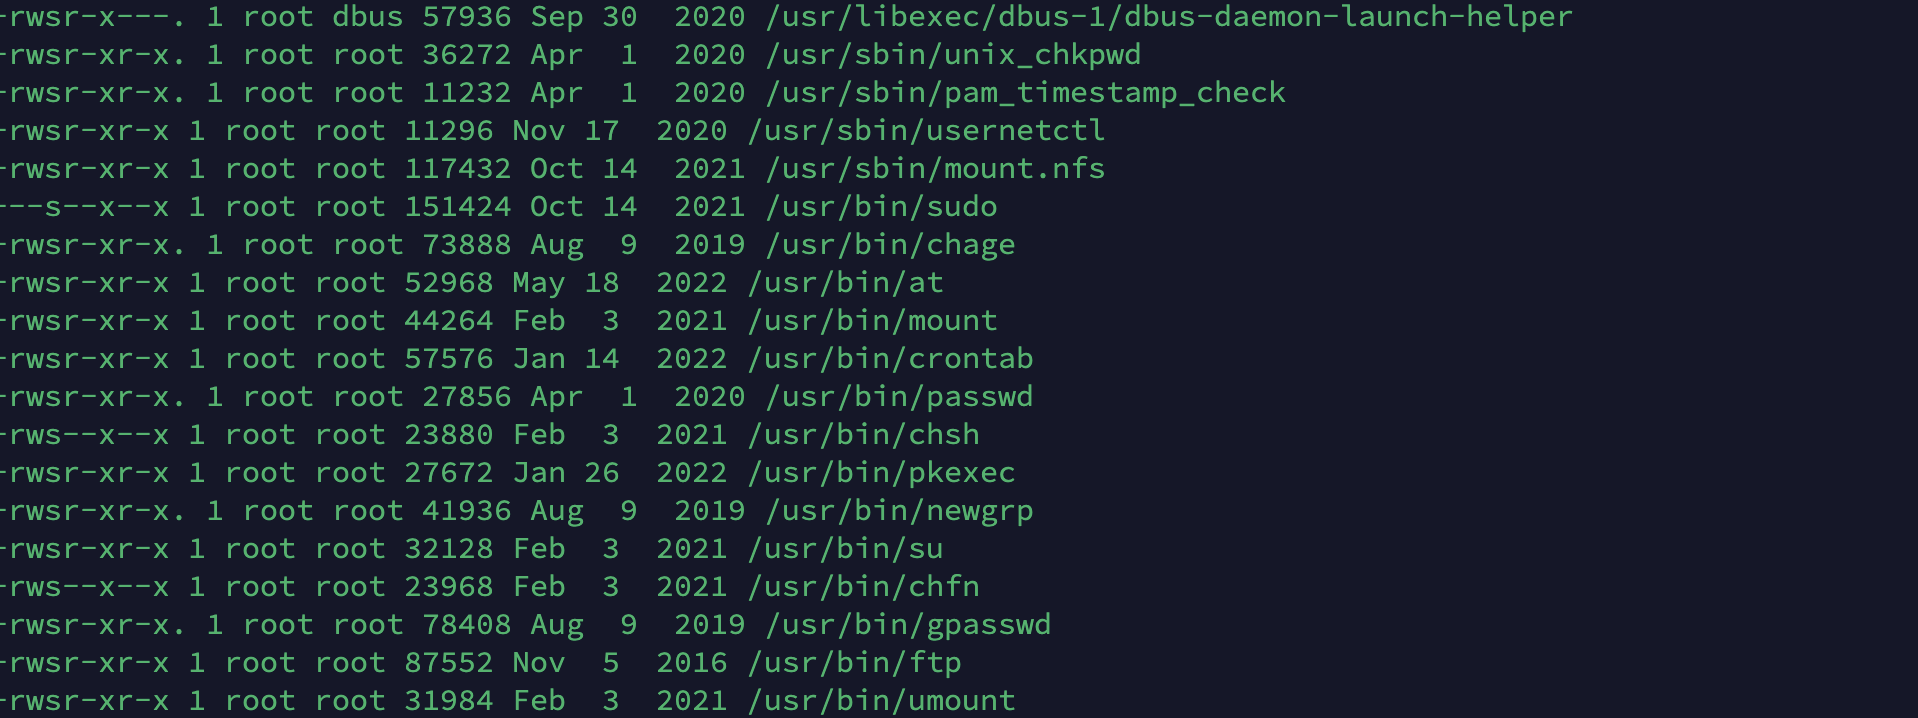 -rwsr-x---. 1 root dbus 57936 Sep 30  2020 /usr/libexec/dbus-1/dbus-daemon-launch-helper
-rwsr-xr-x. 1 root root 36272 Apr  1  2020 /usr/sbin/unix_chkpwd
-rwsr-xr-x. 1 root root 11232 Apr  1  2020 /usr/sbin/pam_timestamp_check
-rwsr-xr-x 1 root root 11296 Nov 17  2020 /usr/sbin/usernetctl
-rwsr-xr-x 1 root root 117432 Oct 14  2021 /usr/sbin/mount.nfs
---s--x--x 1 root root 151424 Oct 14  2021 /usr/bin/sudo
-rwsr-xr-x. 1 root root 73888 Aug  9  2019 /usr/bin/chage
-rwsr-xr-x 1 root root 52968 May 18  2022 /usr/bin/at
-rwsr-xr-x 1 root root 44264 Feb  3  2021 /usr/bin/mount
-rwsr-xr-x 1 root root 57576 Jan 14  2022 /usr/bin/crontab
-rwsr-xr-x. 1 root root 27856 Apr  1  2020 /usr/bin/passwd
-rws--x--x 1 root root 23880 Feb  3  2021 /usr/bin/chsh
-rwsr-xr-x 1 root root 27672 Jan 26  2022 /usr/bin/pkexec
-rwsr-xr-x. 1 root root 41936 Aug  9  2019 /usr/bin/newgrp
-rwsr-xr-x 1 root root 32128 Feb  3  2021 /usr/bin/su
-rws--x--x 1 root root 23968 Feb  3  2021 /usr/bin/chfn
-rwsr-xr-x. 1 root root 78408 Aug  9  2019 /usr/bin/gpasswd
-rwsr-xr-x 1 root root 87552 Nov  5  2016 /usr/bin/ftp
-rwsr-xr-x 1 root root 31984 Feb  3  2021 /usr/bin/umount